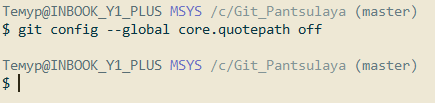 Темур@INBOOK_Y1_PLUS MSYS /c/Git_Pantsulaya (master)
$ git config --global core.quotepath off
Темур@INBOOK_Y1_PLUS MSYS /c/Git_Pantsulaya (master)
$